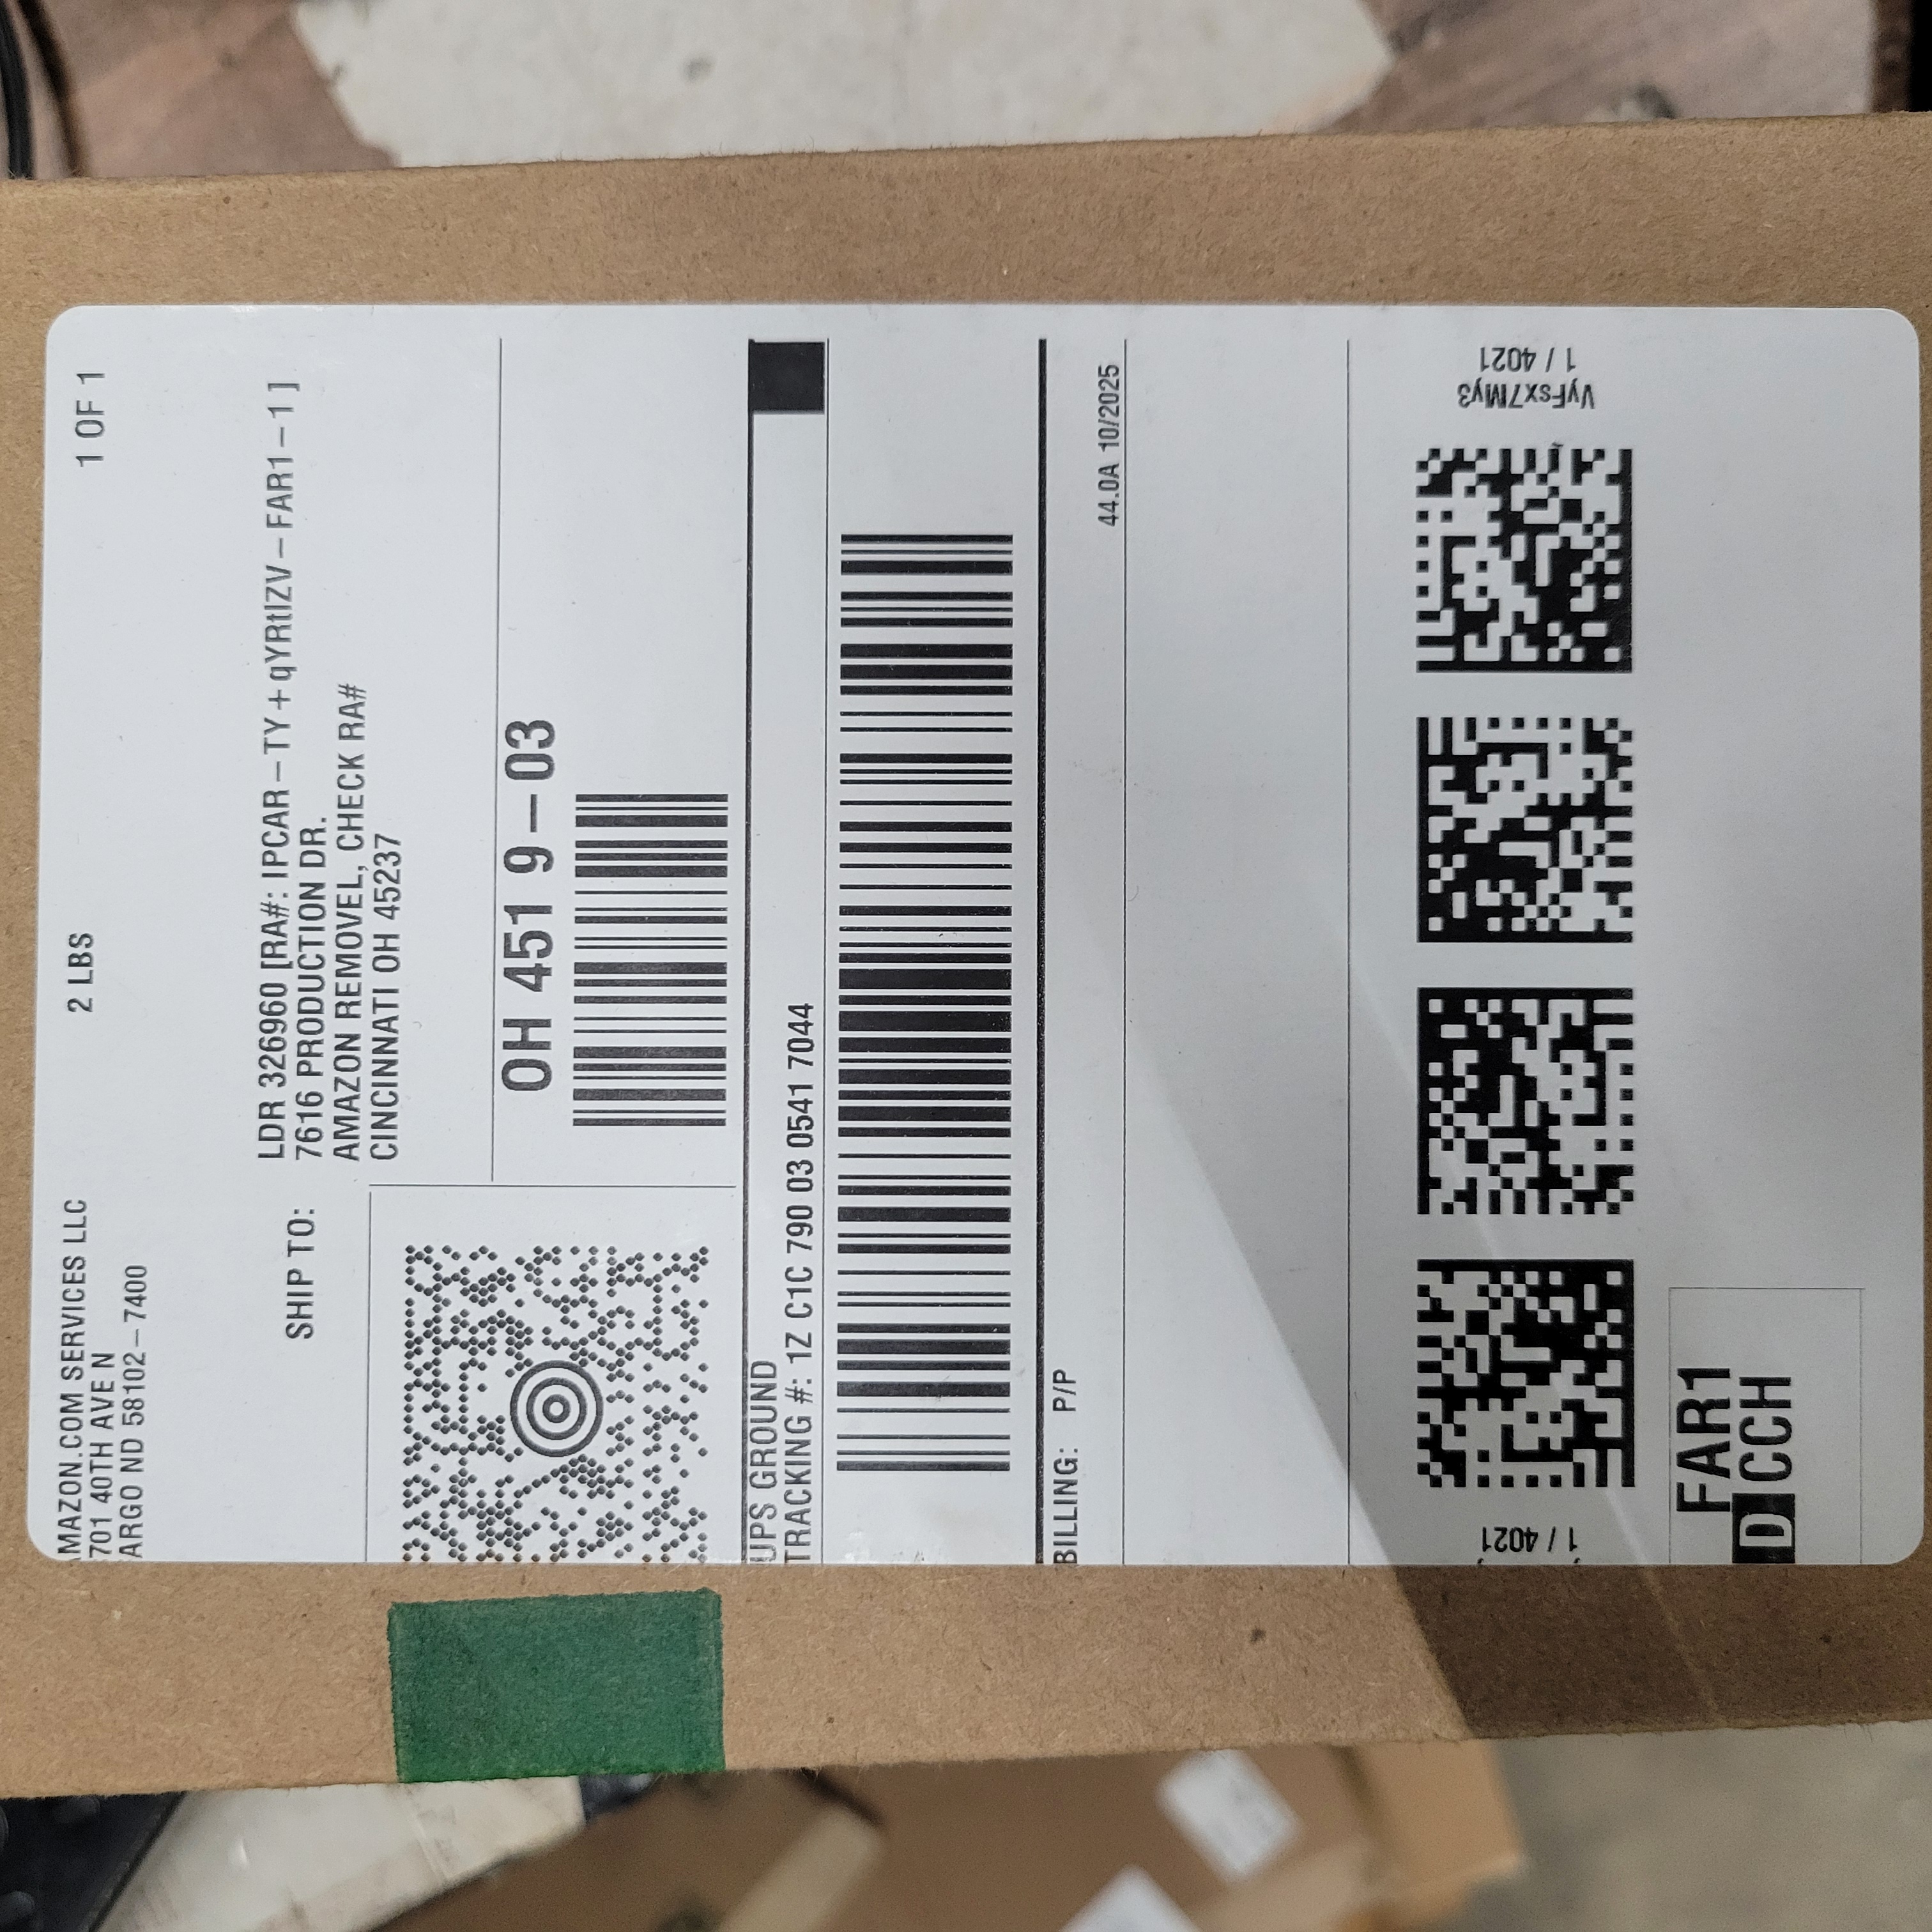 MAZON.COM SERVICES LLC
701 40TH AVE N
ARGO ND 58102-7400
2 LBS
1 OF 1
SHIP TO:
LDR 3266960 [RA#: IPCAR-TY+qYRtIZV-FAR1-1]
7616 PRODUCTION DR.
AMAZON REMOVEL, CHECK RA#
CINCINNATI OH 45237
OH 451 9-03
UPS GROUND
TRACKING #: 1Z C1C 790 03 0541 7044
BILLING: P/P
44.0A 10/2025
1 / 4021
VyFsx7My3
1 / 4021
FAR1
D CCH